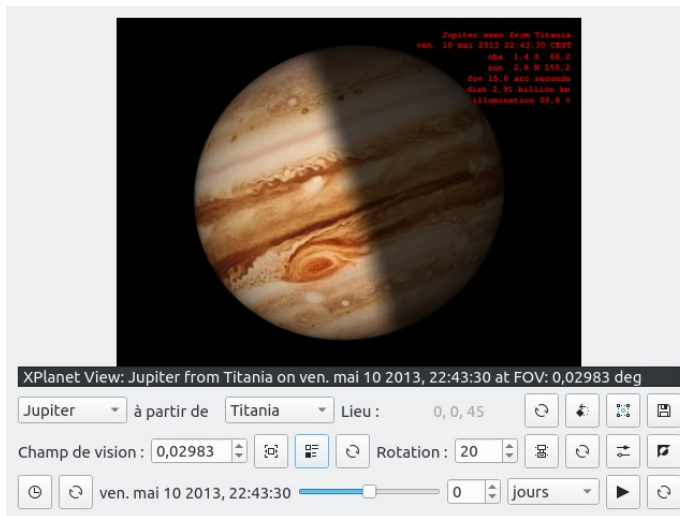 Jupiter seen from Titania
ven. 10 mai 2013 22:43:30 CEST
obs 1,4 S 66,2
sun 2,6 N 155,2
fov 15,0 arc seconds
dist 2,91 billion km
illumination 50,8 %
XPlanet View: Jupiter from Titania on ven. mai 10 2013, 22:43:30 at FOV: 0,02983 deg
Jupiter à partir de Titania Lieu : 0, 0, 45
Champ de vision : 0,02983 Rotation : 20
ven. mai 10 2013, 22:43:30 0 jours